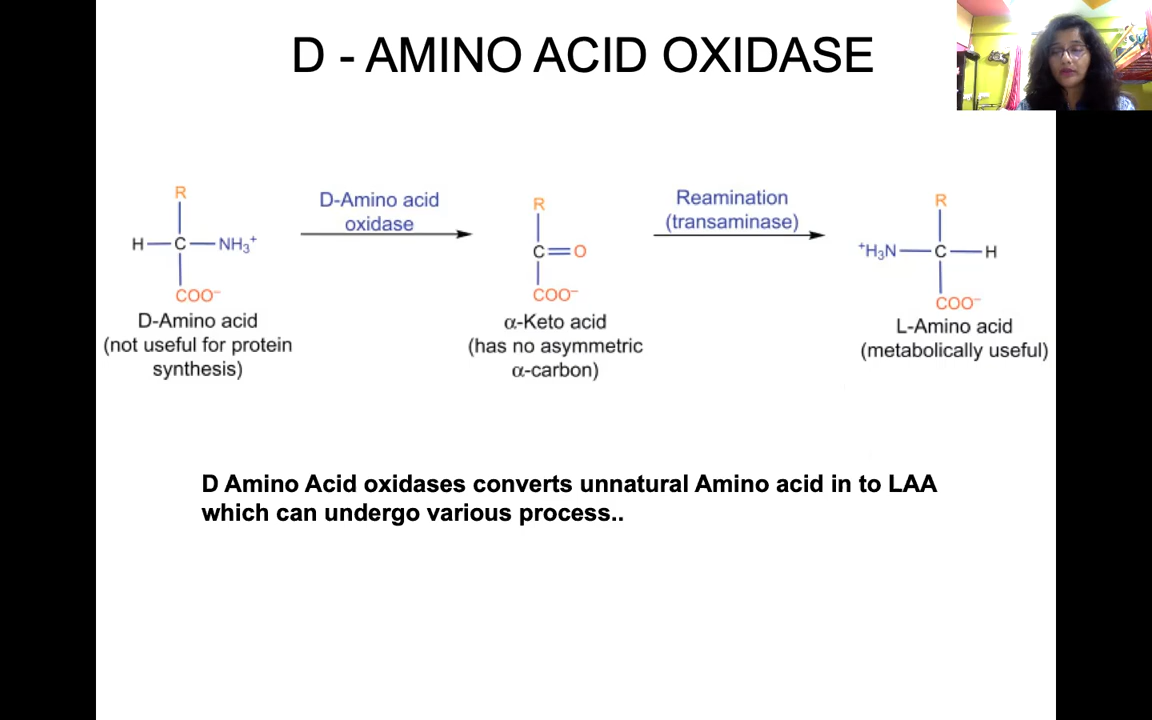 D - AMINO ACID OXIDASE
R
H—C—NH₃⁺
COO⁻
D-Amino acid
(not useful for protein
synthesis)
D-Amino acid
oxidase
R
C=O
COO⁻
α-Keto acid
(has no asymmetric
α-carbon)
Reamination
(transaminase)
R
⁺H₃N—C—H
COO⁻
L-Amino acid
(metabolically useful)
D Amino Acid oxidases converts unnatural Amino acid in to LAA
which can undergo various process..